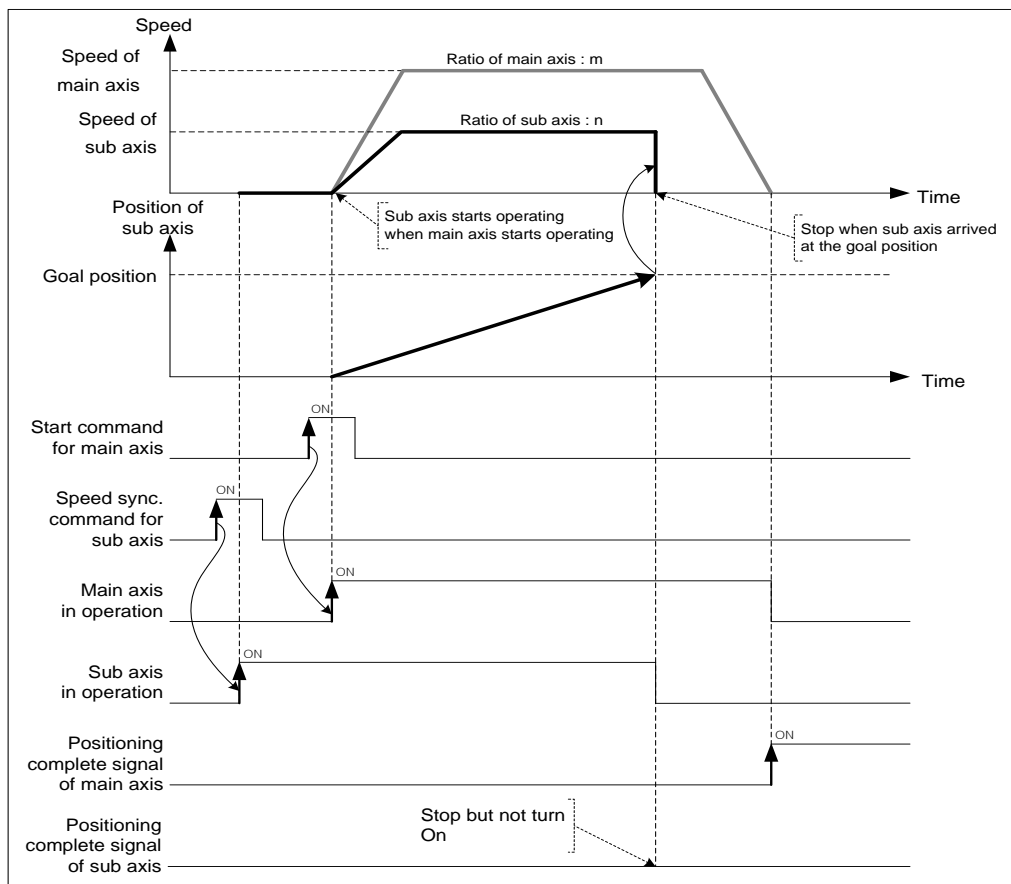 Speed
Speed of
main axis
Ratio of main axis : m
Speed of
sub axis
Ratio of sub axis : n
Time
Position of
sub axis
Sub axis starts operating
when main axis starts operating
Stop when sub axis arrived
at the goal position
Goal position
Time
Start command
for main axis
ON
Speed sync.
command for
sub axis
ON
Main axis
in operation
ON
Sub axis
in operation
ON
Positioning
complete signal
of main axis
ON
Positioning
complete signal
of sub axis
Stop but not turn
On